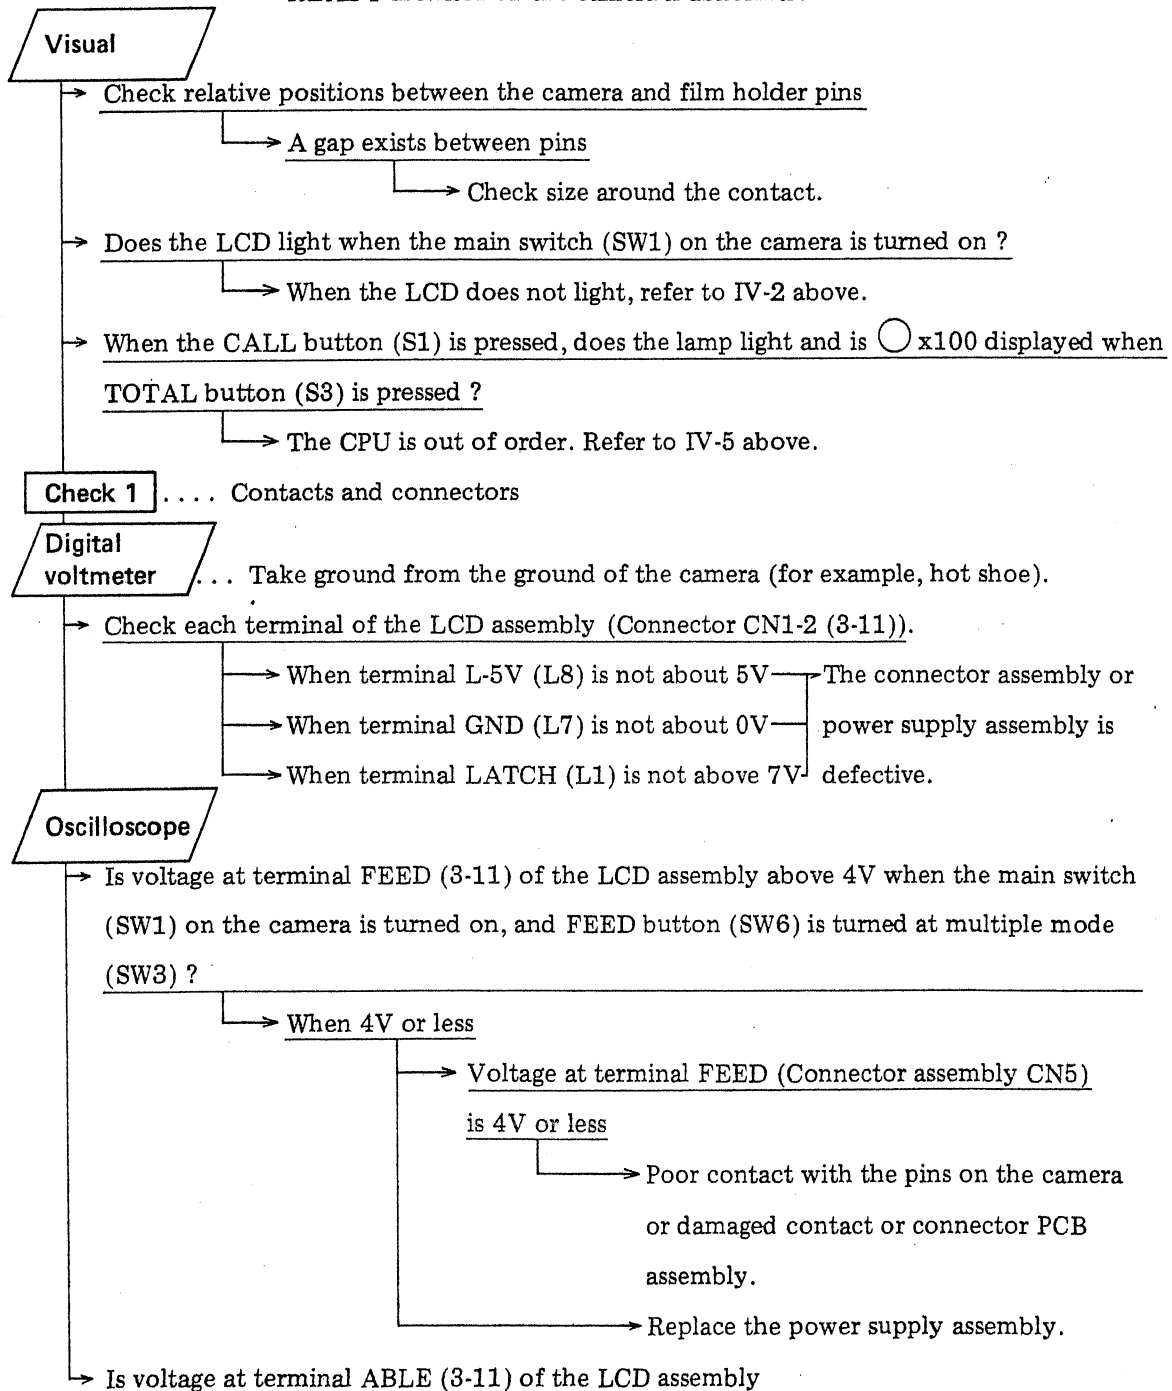 Visual
Check relative positions between the camera and film holder pins
A gap exists between pins
Check size around the contact.
Does the LCD light when the main switch (SW1) on the camera is turned on ?
When the LCD does not light, refer to IV-2 above.
When the CALL button (S1) is pressed, does the lamp light and is ◯ x100 displayed when
TOTAL button (S3) is pressed ?
The CPU is out of order. Refer to IV-5 above.
Check 1 .... Contacts and connectors
Digital
voltmeter ... Take ground from the ground of the camera (for example, hot shoe).
Check each terminal of the LCD assembly (Connector CN1-2 (3-11)).
When terminal L-5V (L8) is not about 5V The connector assembly or
When terminal GND (L7) is not about 0V power supply assembly is
When terminal LATCH (L1) is not above 7V defective.
Oscilloscope
Is voltage at terminal FEED (3-11) of the LCD assembly above 4V when the main switch
(SW1) on the camera is turned on, and FEED button (SW6) is turned at multiple mode
(SW3) ?
When 4V or less
Voltage at terminal FEED (Connector assembly CN5)
is 4V or less
Poor contact with the pins on the camera
or damaged contact or connector PCB
assembly.
Replace the power supply assembly.
Is voltage at terminal ABLE (3-11) of the LCD assembly